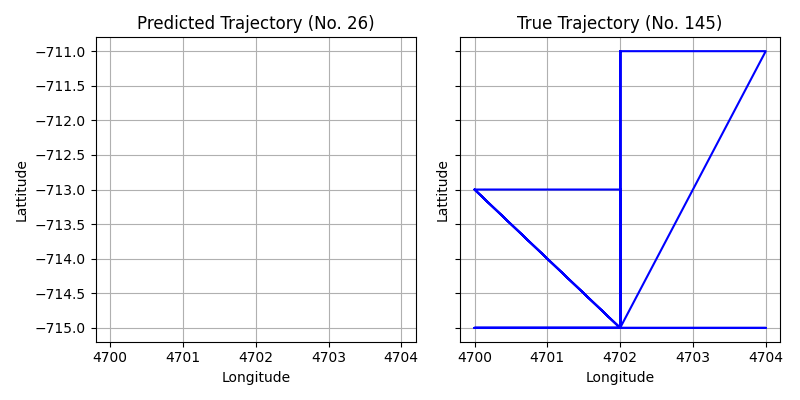 Predicted Trajectory (No. 26)
True Trajectory (No. 145)
−711.0
−711.5
−712.0
−712.5
−713.0
−713.5
−714.0
−714.5
−715.0
Lattitude
Lattitude
4700 4701 4702 4703 4704
4700 4701 4702 4703 4704
Longitude
Longitude